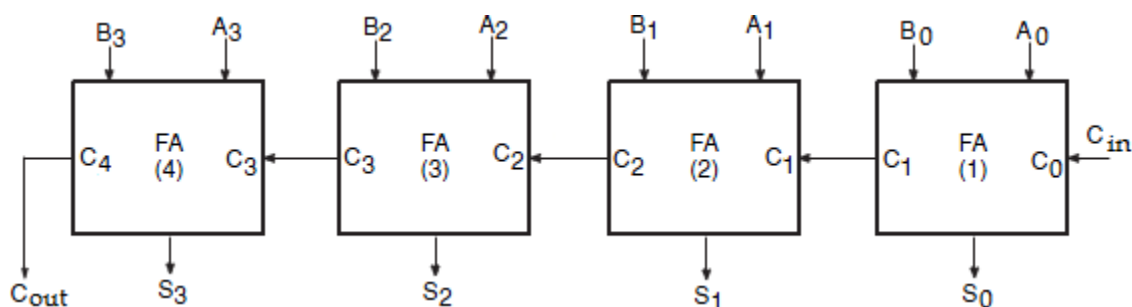 B3 A3 B2 A2 B1 A1 B0 A0
FA FA FA FA Cin
C4 (4) C3 C3 (3) C2 C2 (2) C1 C1 (1) C0
Cout S3 S2 S1 S0